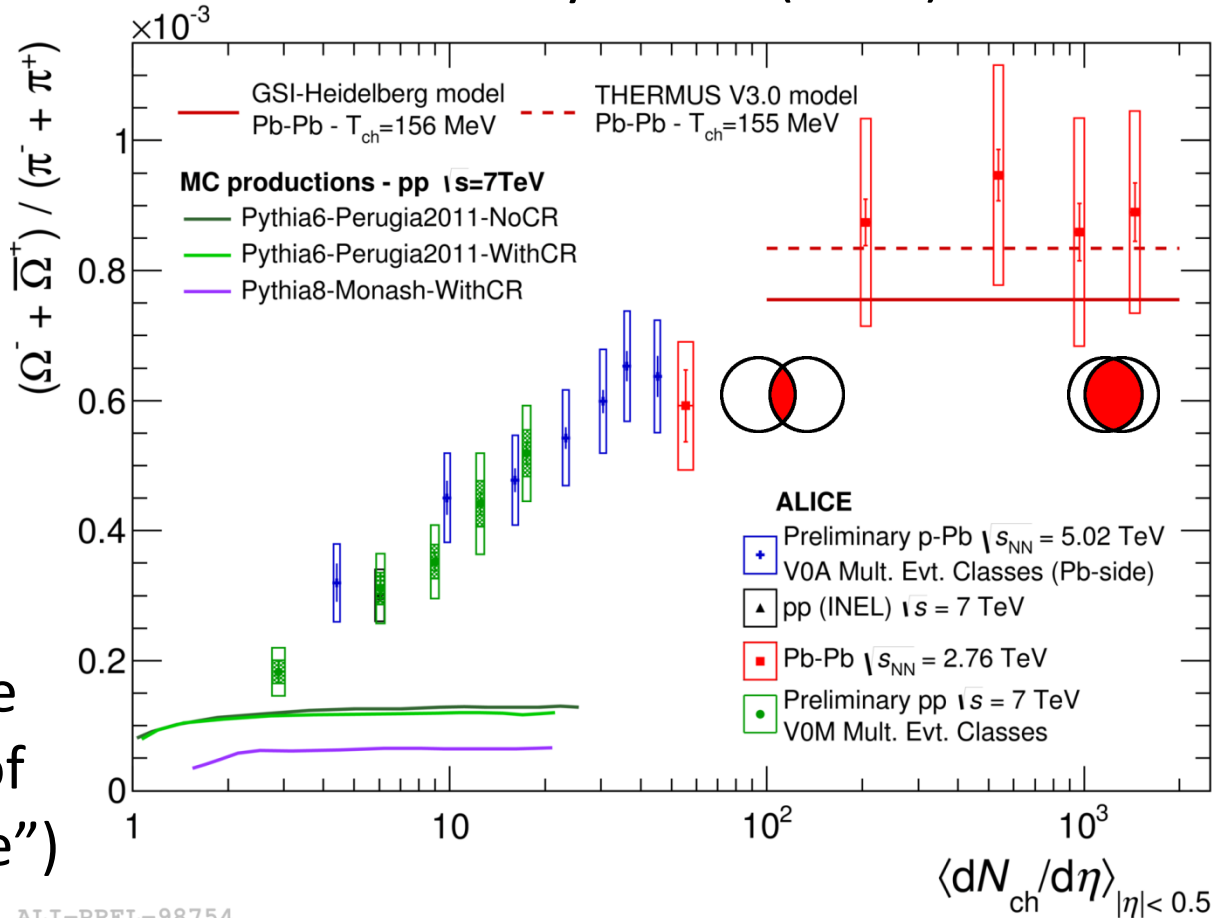 ×10⁻³
(Ω⁻ + Ω̅⁺) / (π⁻ + π⁺)
1
0.8
0.6
0.4
0.2
0
GSI-Heidelberg model
Pb-Pb - T_ch=156 MeV
THERMUS V3.0 model
Pb-Pb - T_ch=155 MeV
MC productions - pp √s=7TeV
Pythia6-Perugia2011-NoCR
Pythia6-Perugia2011-WithCR
Pythia8-Monash-WithCR
ALICE
Preliminary p-Pb √s_NN = 5.02 TeV
V0A Mult. Evt. Classes (Pb-side)
pp (INEL) √s = 7 TeV
Pb-Pb √s_NN = 2.76 TeV
Preliminary pp √s = 7 TeV
V0M Mult. Evt. Classes
1 10 10² 10³
⟨dN_ch/dη⟩_|η|< 0.5
e
of
e”)
ALI-PREL-98754